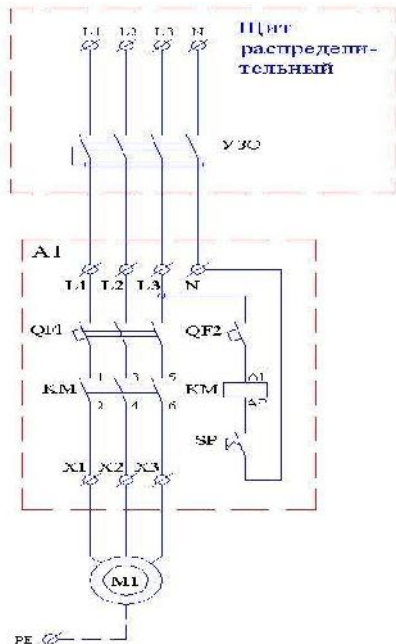 L1 L2 L3 N
Щит
распредели-
тельный
УЗО
A1
L1 L2 L3 N
QF1
QF2
KM
1 3 5
2 4 6
KM
A1
A2
SP
X1 X2 X3
M1
PE